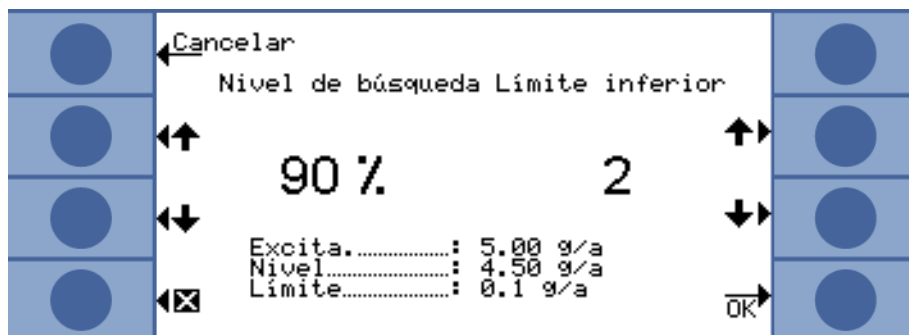 Cancelar
Nivel de búsqueda Límite inferior
90 % 2
Excita..............: 5.00 g/a
Nivel..............: 4.50 g/a
Límite..............: 0.1 g/a
OK